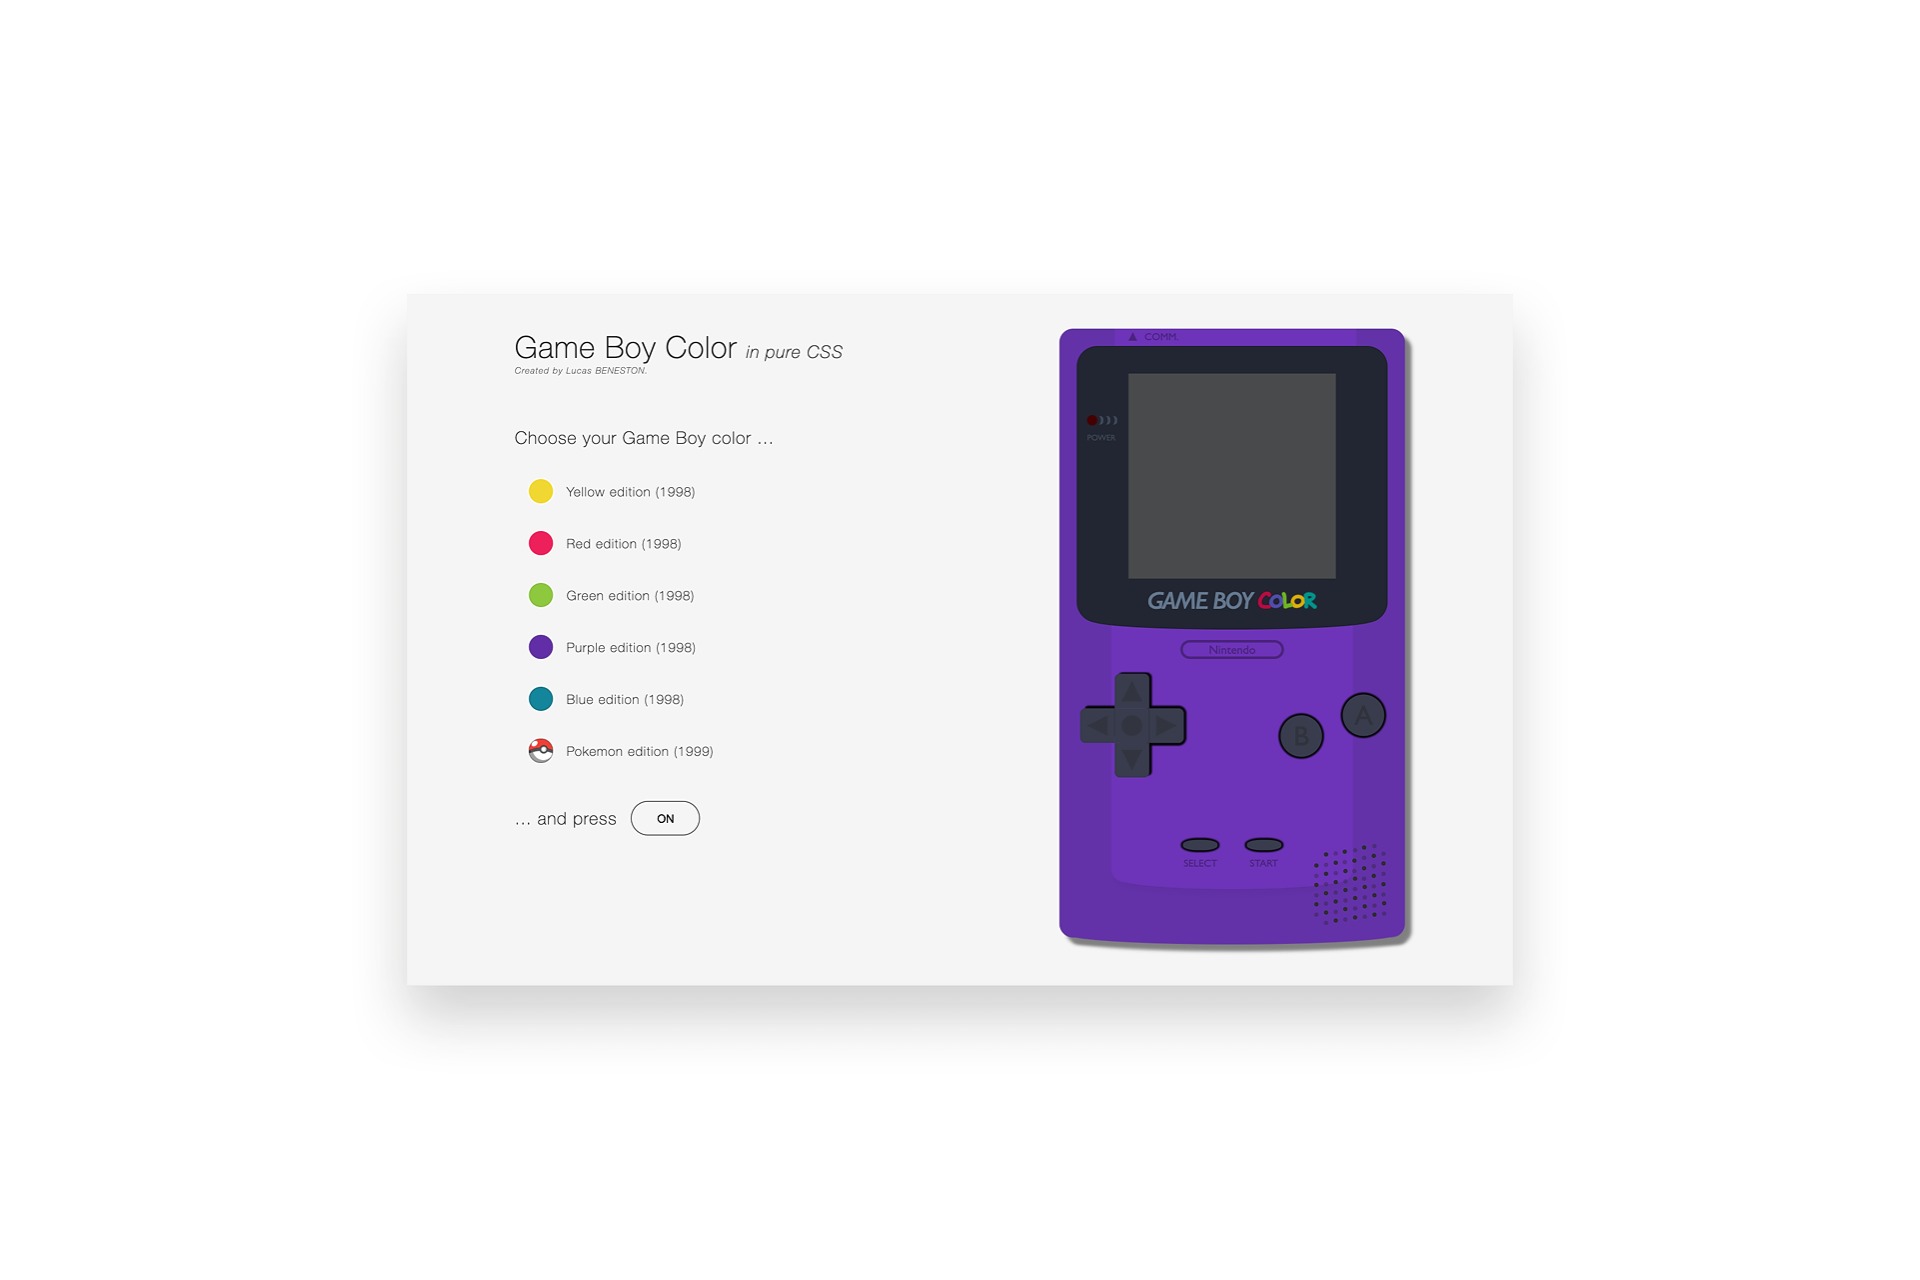 Game Boy Color in pure CSS
Created by Lucas BENESTON.
Choose your Game Boy color ...
Yellow edition (1998)
Red edition (1998)
Green edition (1998)
Purple edition (1998)
Blue edition (1998)
Pokemon edition (1999)
... and press ON
▲ COMM.
POWER
GAME BOY COLOR
Nintendo
A
B
SELECT START